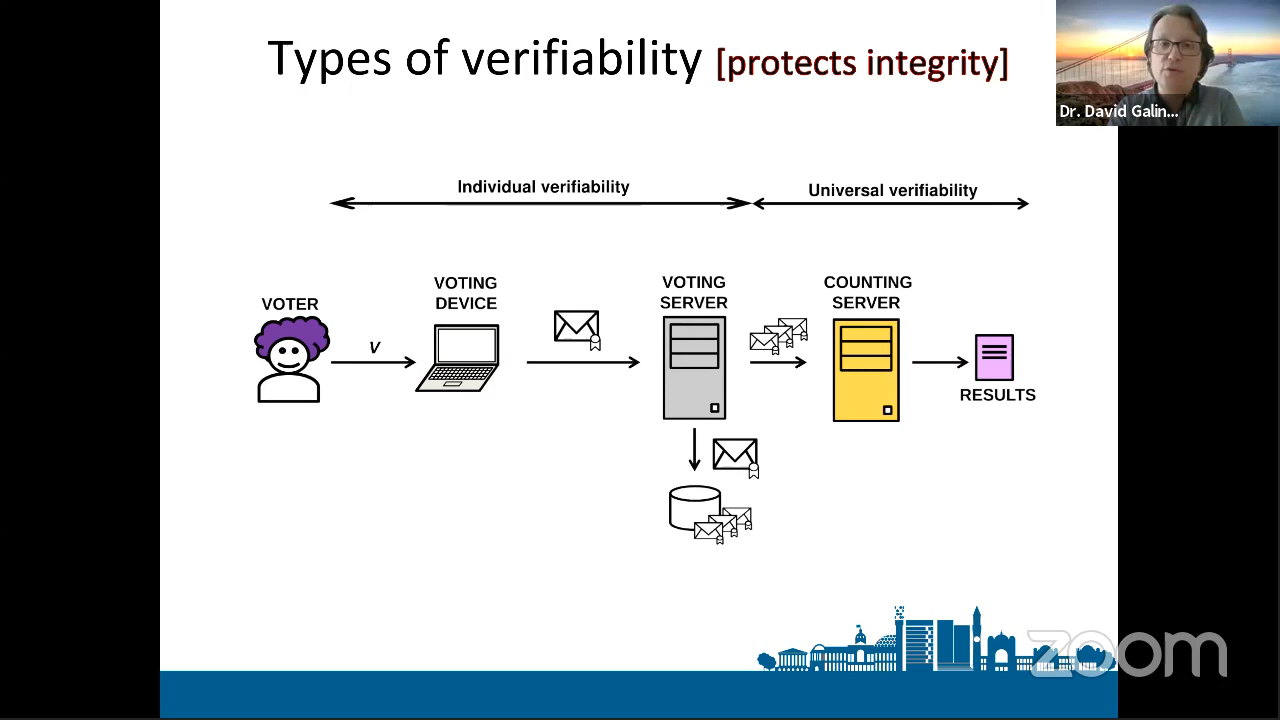 Types of verifiability [protects integrity]
Dr. David Galin...
Individual verifiability
Universal verifiability
VOTER
VOTING
DEVICE
VOTING
SERVER
COUNTING
SERVER
V
RESULTS
zoom